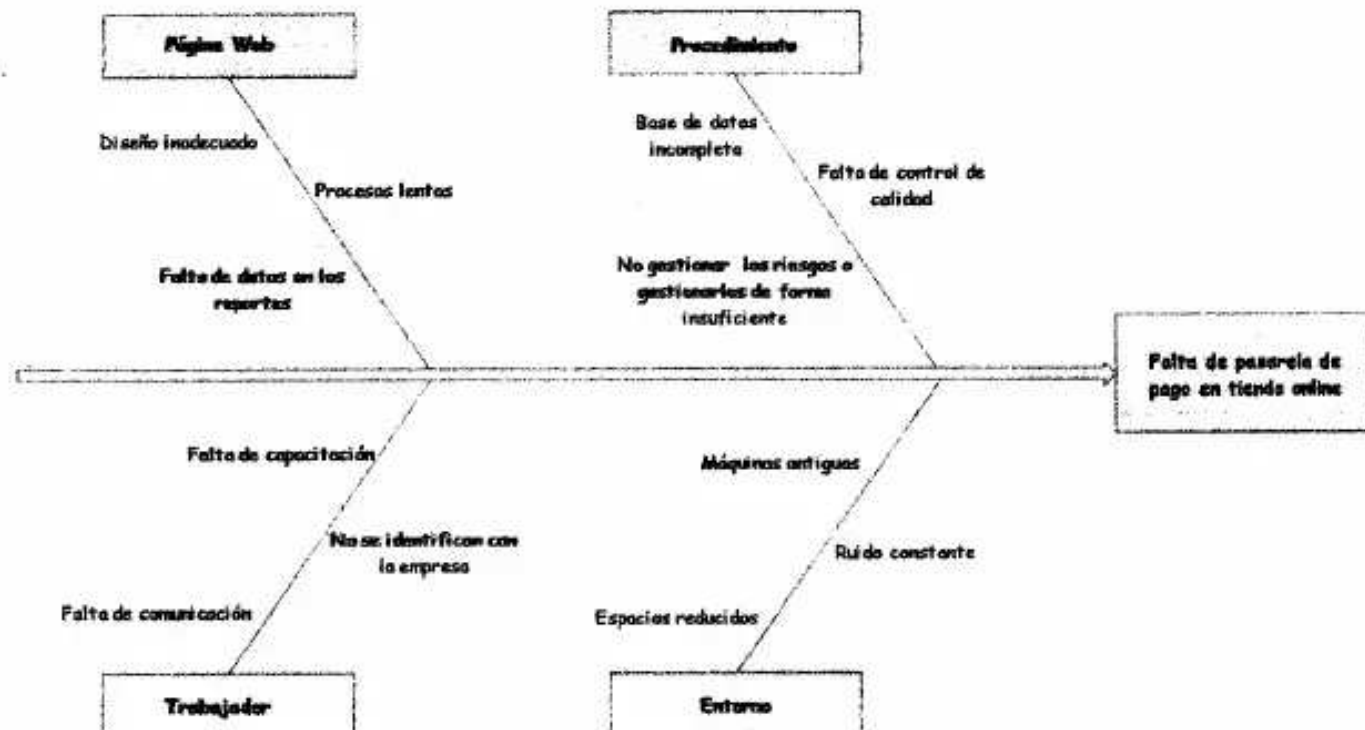 Página Web
Procedimiento
Diseño inadecuado
Procesos lentos
Falta de datos en los
reportes
Base de datos
incompleta
Falta de control de
calidad
No gestionar los riesgos o
gestionarlos de forma
insuficiente
Falta de pasarela de
pago en tienda online
Falta de capacitación
No se identifican con
la empresa
Falta de comunicación
Máquinas antiguas
Ruido constante
Espacios reducidos
Trabajador
Entorno